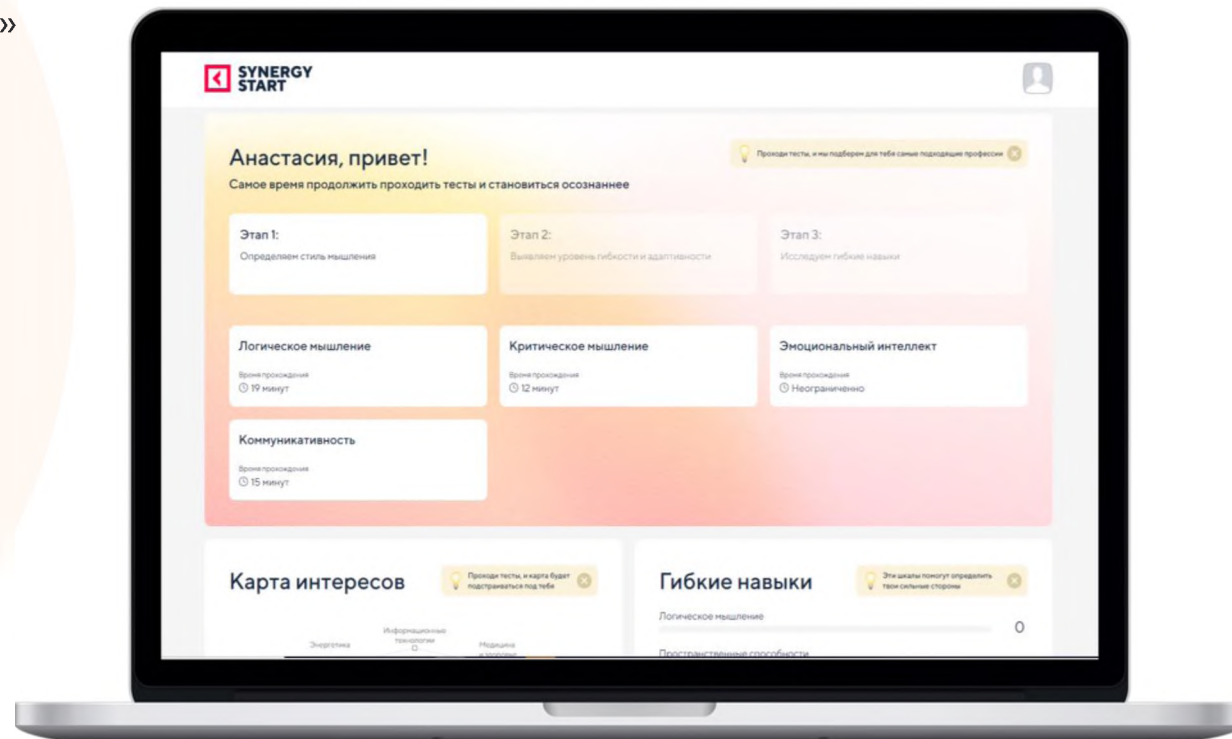 »
SYNERGY
START
Анастасия, привет!
Проходи тесты, и мы подберем для тебя самые подходящие профессии
Самое время продолжить проходить тесты и становиться осознаннее
Этап 1:
Определяем стиль мышления
Этап 2:
Выявляем уровень гибкости и адаптивности
Этап 3:
Исследуем гибкие навыки
Логическое мышление
Время прохождения
19 минут
Критическое мышление
Время прохождения
12 минут
Эмоциональный интеллект
Время прохождения
Неограниченно
Коммуникативность
Время прохождения
15 минут
Карта интересов
Проходи тесты, и карта будет
подстраиваться под тебя
Информационные
технологии
Энергетика
Медицина
и здоровье
Гибкие навыки
Эти шкалы помогут определить
твои сильные стороны
Логическое мышление
0
Пространственные способности